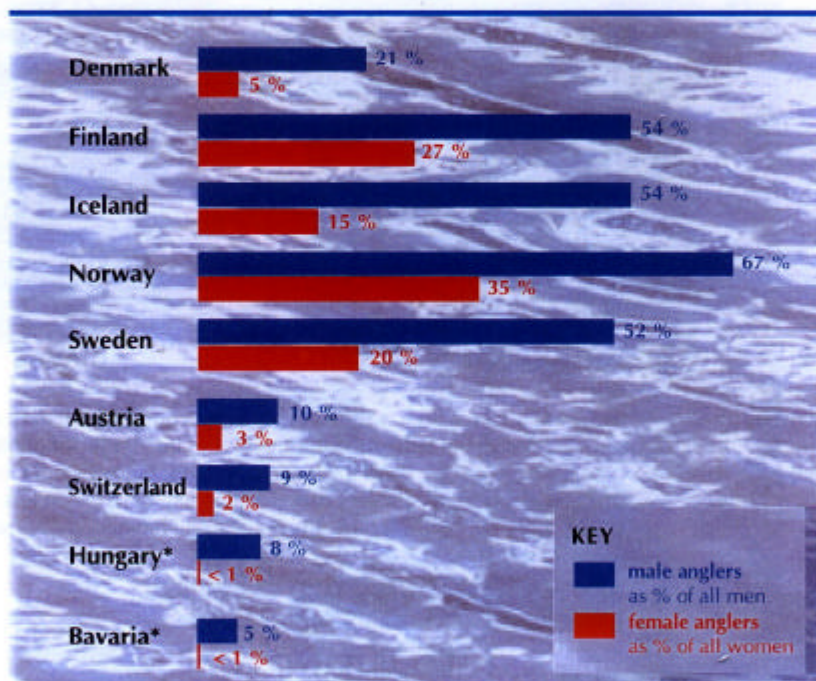 Denmark
21 %
5 %
Finland
54 %
27 %
Iceland
54 %
15 %
Norway
67 %
35 %
Sweden
52 %
20 %
Austria
10 %
3 %
Switzerland
9 %
2 %
Hungary*
8 %
< 1 %
Bavaria*
5 %
< 1 %
KEY
male anglers
as % of all men
female anglers
as % of all women